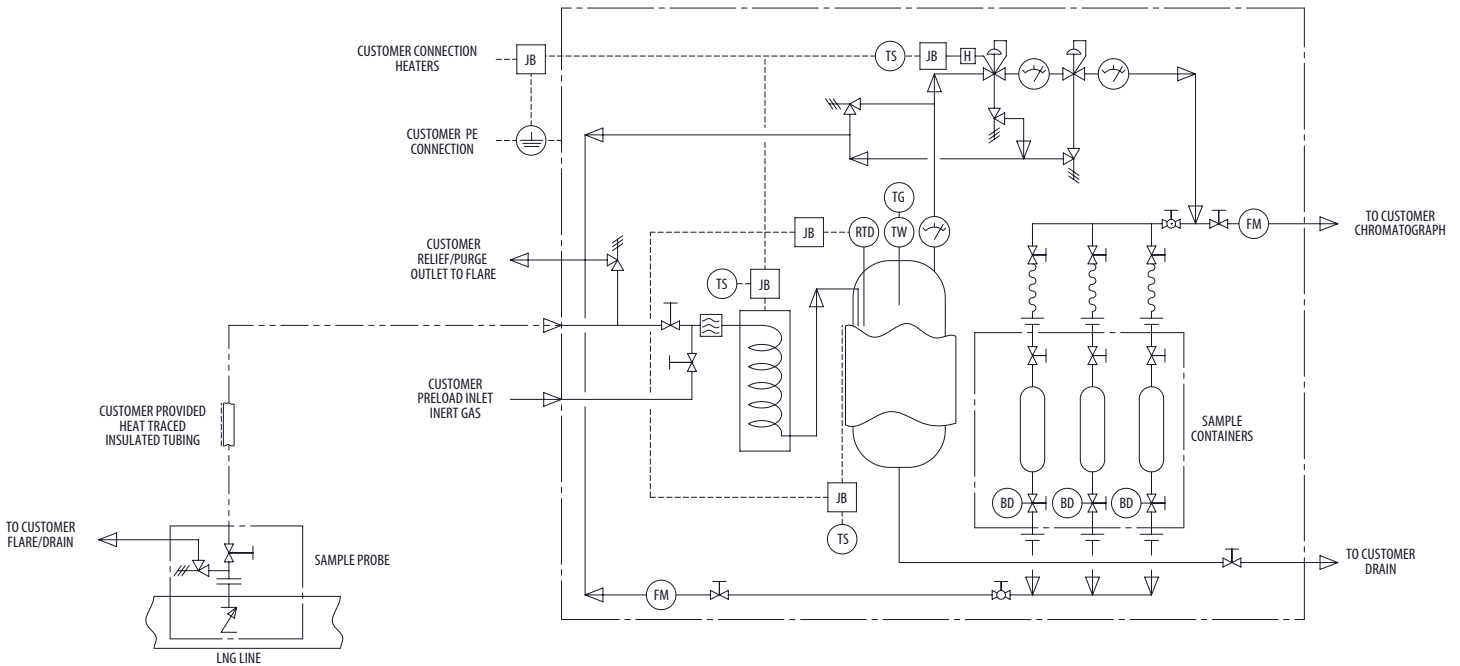 CUSTOMER CONNECTION
HEATERS
JB
TS
JB
H
CUSTOMER PE
CONNECTION
TG
JB
RTD
TW
FM
TO CUSTOMER
CHROMATOGRAPH
CUSTOMER
RELIEF/PURGE
OUTLET TO FLARE
TS
JB
CUSTOMER
PRELOAD INLET
INERT GAS
CUSTOMER PROVIDED
HEAT TRACED
INSULATED TUBING
SAMPLE
CONTAINERS
JB
BD
BD
BD
TS
TO CUSTOMER
FLARE/DRAIN
SAMPLE PROBE
TO CUSTOMER
DRAIN
FM
LNG LINE